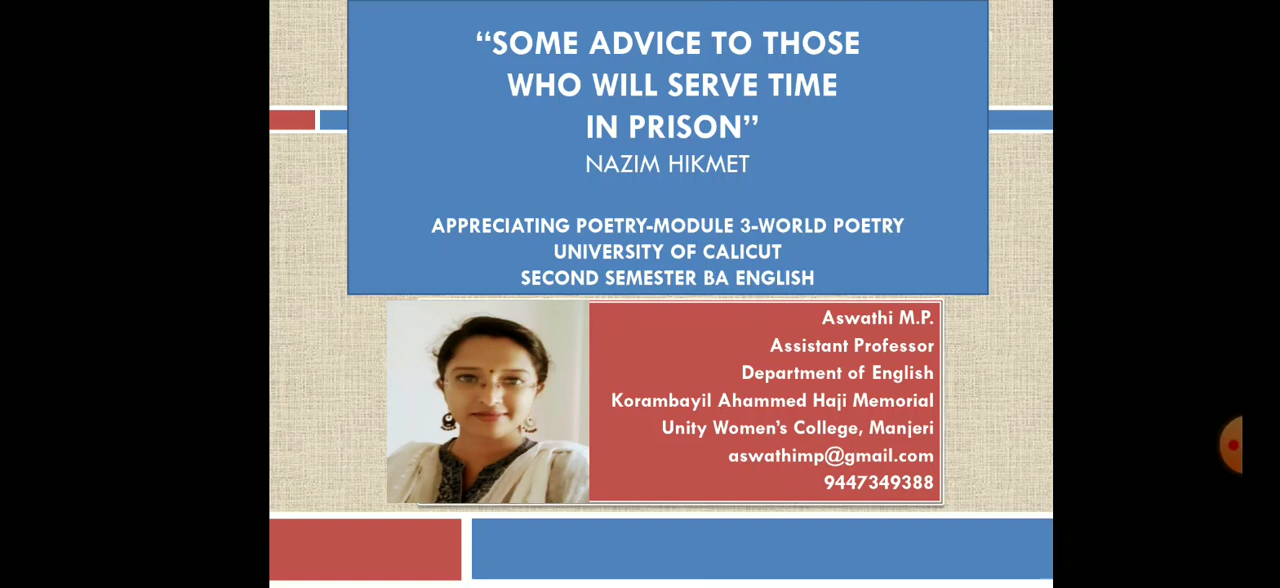 “SOME ADVICE TO THOSE
WHO WILL SERVE TIME
IN PRISON”
NAZIM HIKMET
APPRECIATING POETRY-MODULE 3-WORLD POETRY
UNIVERSITY OF CALICUT
SECOND SEMESTER BA ENGLISH
Aswathi M.P.
Assistant Professor
Department of English
Korambayil Ahammed Haji Memorial
Unity Women’s College, Manjeri
aswathimp@gmail.com
9447349388